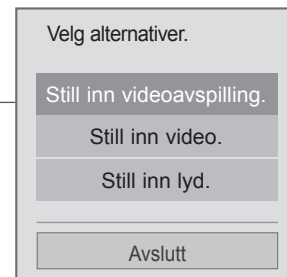 Velg alternativer.
Still inn videoavspilling.
Still inn video.
Still inn lyd.
Avslutt